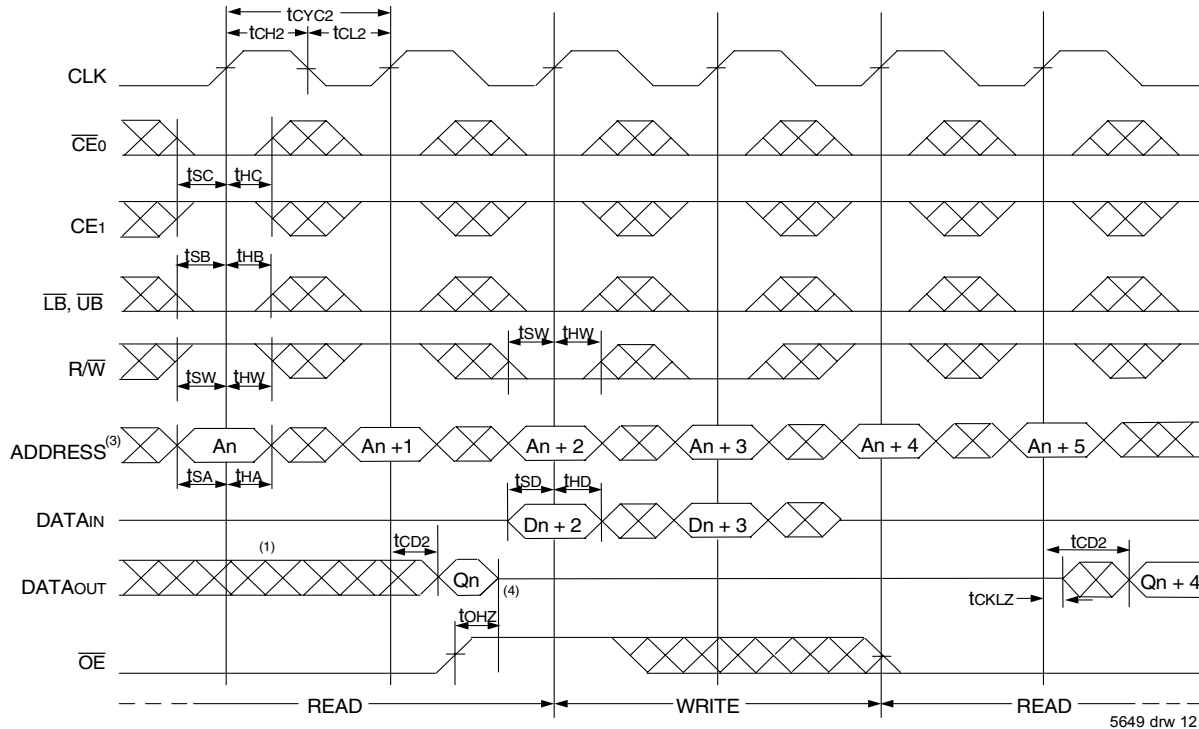 tCYC2
tCH2 tCL2
CLK
CE0
tSC tHC
CE1
tSB tHB
LB, UB
tSW tHW
R/W
tSW tHW
ADDRESS(3) An An +1 An + 2 An + 3 An + 4 An + 5
tSA tHA tSD tHD
DATAIN Dn + 2 Dn + 3
(1) tCD2 tCD2
DATAOUT Qn (4) Qn + 4
tCKLZ
tOHZ
OE
READ WRITE READ
5649 drw 12